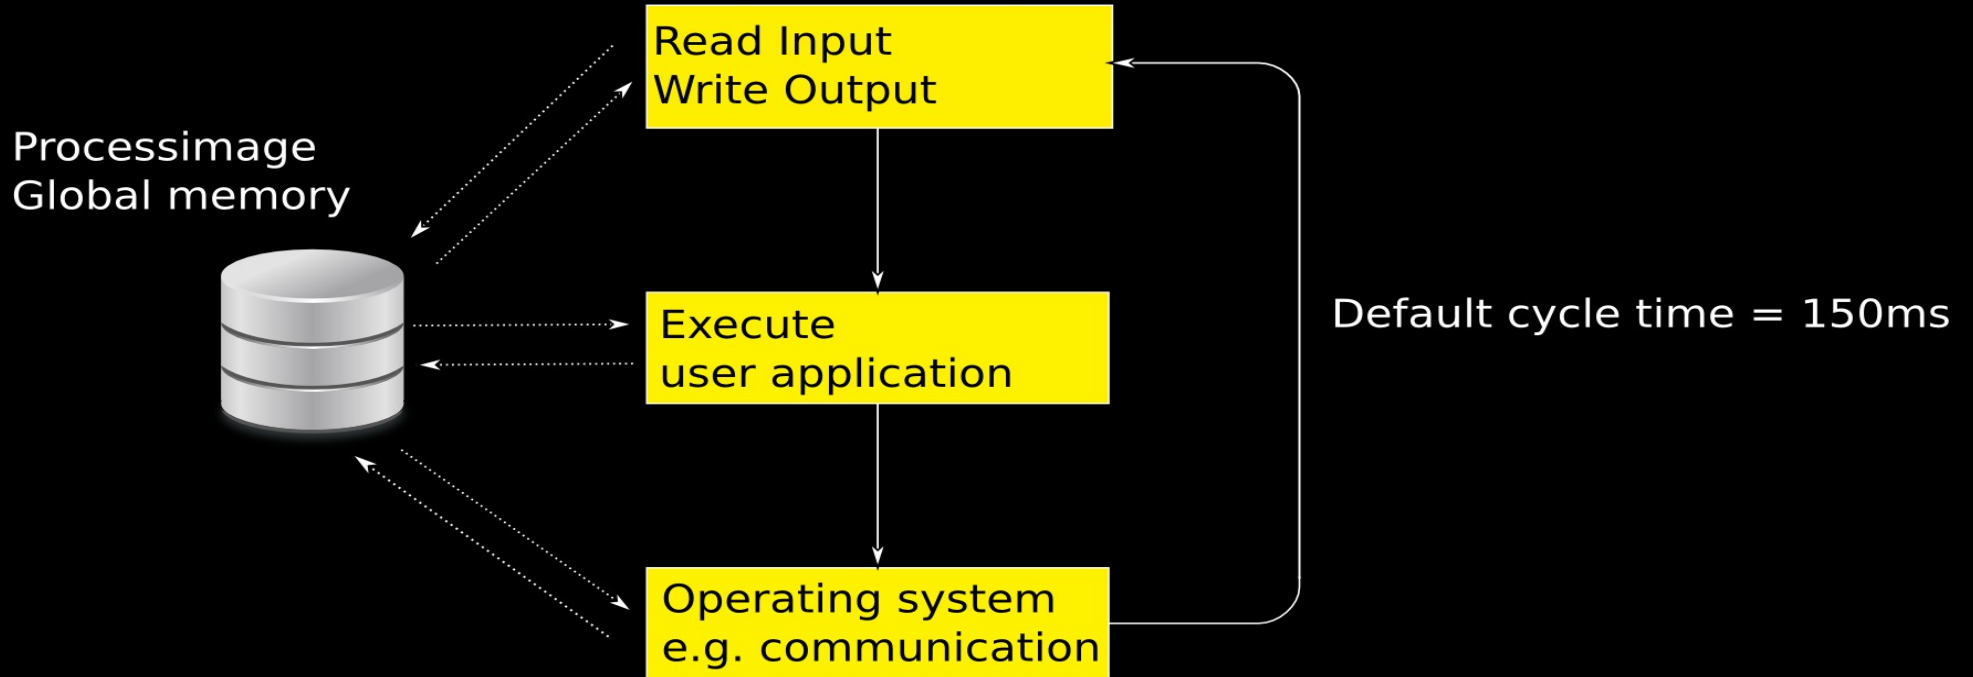 Read Input
Write Output
Processimage
Global memory
Execute
user application
Default cycle time = 150ms
Operating system
e.g. communication